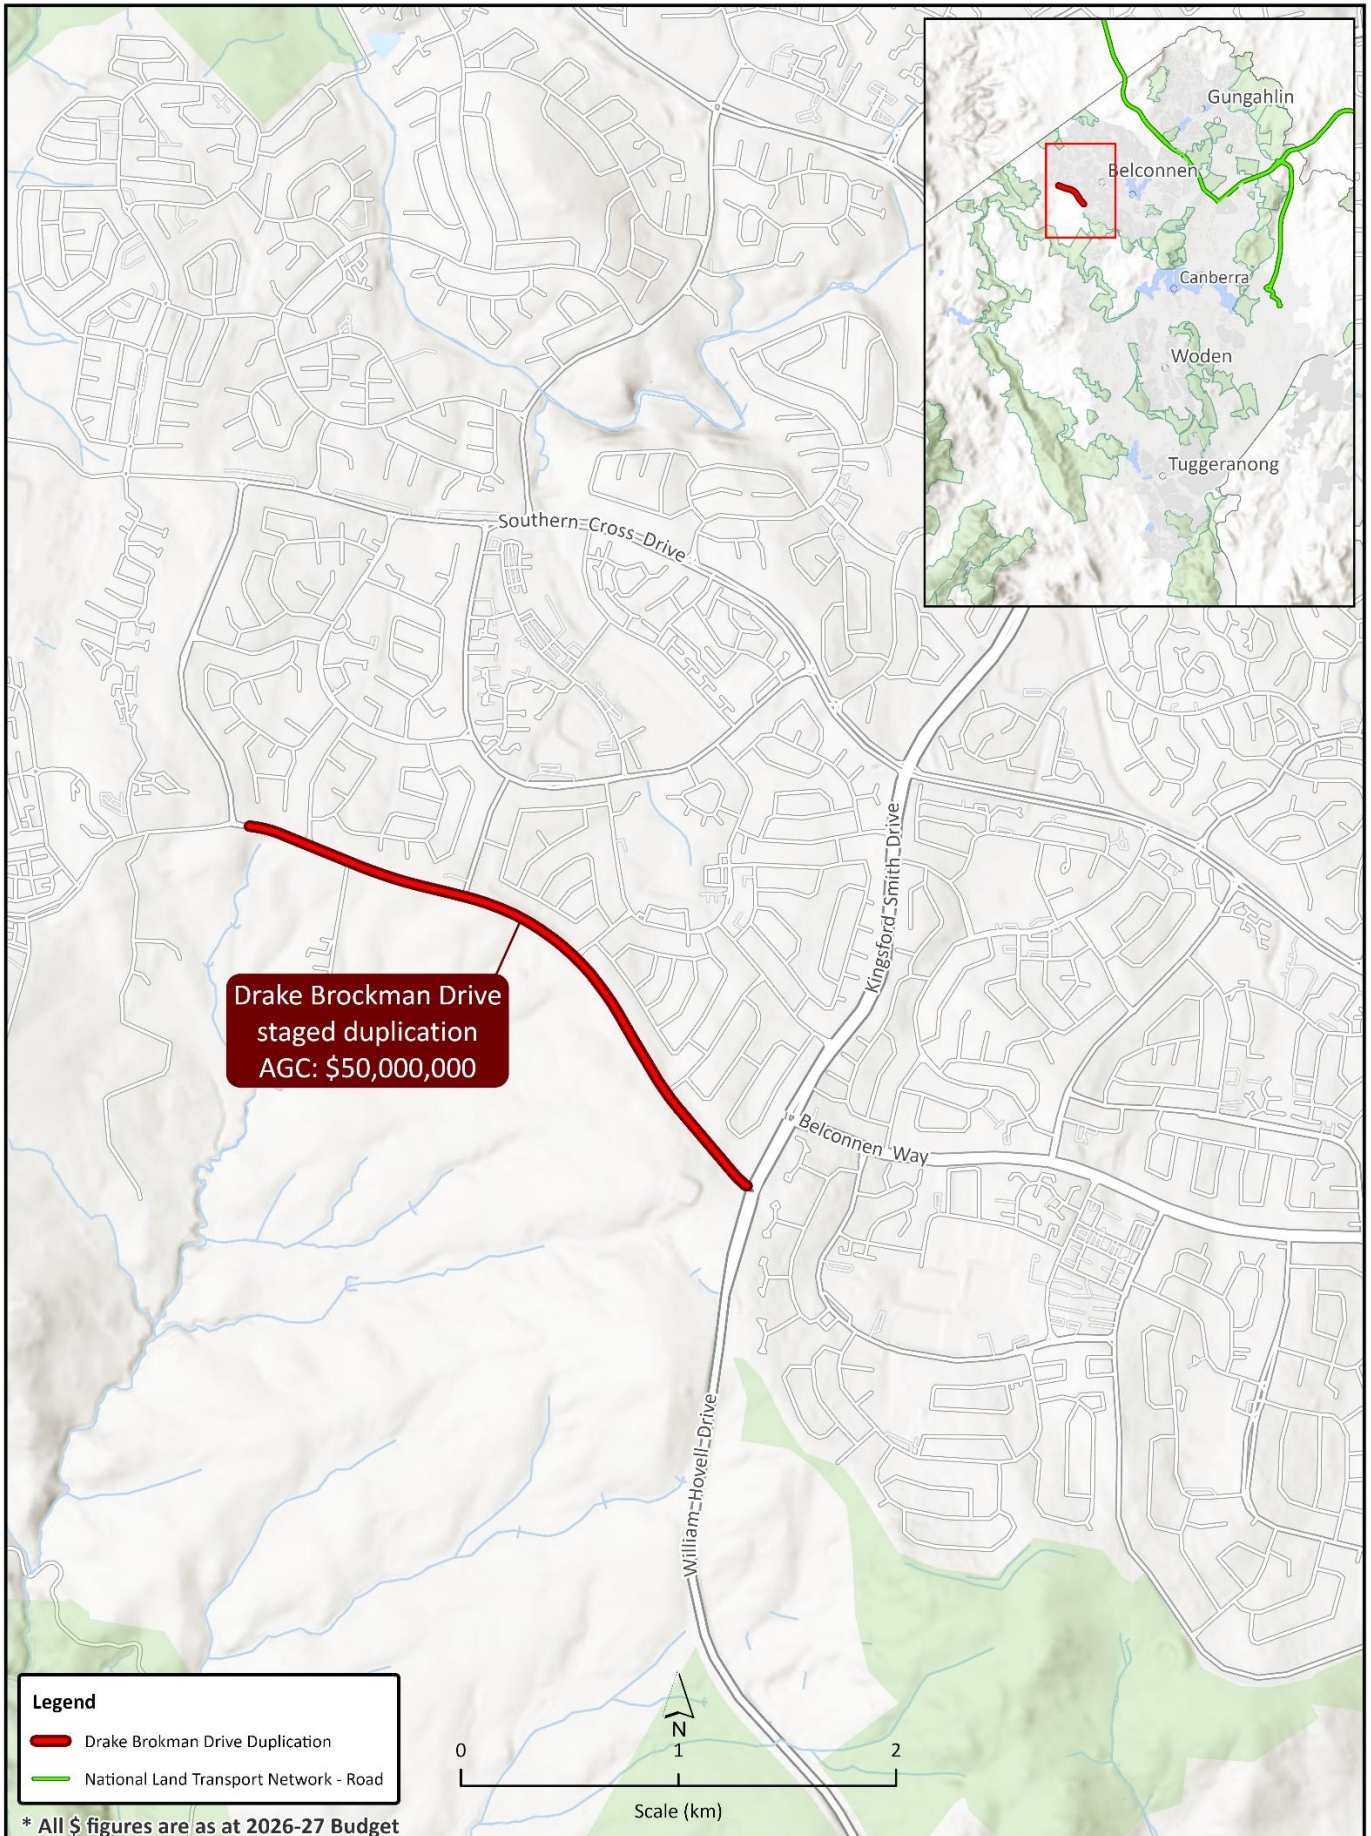 Gungahlin
Belconnen
Canberra
Woden
Tuggeranong
Southern Cross Drive
Kingsford Smith Drive
Drake Brockman Drive
staged duplication
AGC: $50,000,000
Belconnen Way
William Hovell Drive
Legend
Drake Brokman Drive Duplication
National Land Transport Network - Road
* All $ figures are as at 2026-27 Budget
N
0 1 2
Scale (km)